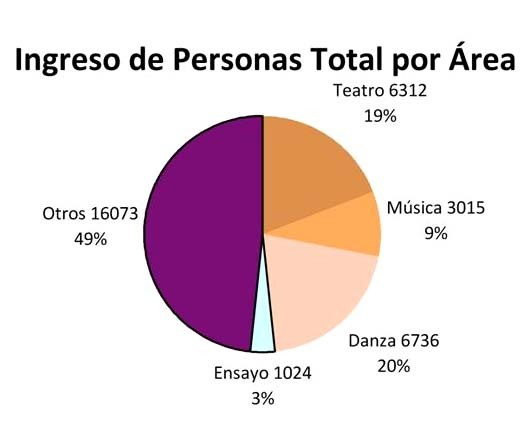 Ingreso de Personas Total por Área
Teatro 6312
19%
Música 3015
9%
Danza 6736
20%
Ensayo 1024
3%
Otros 16073
49%